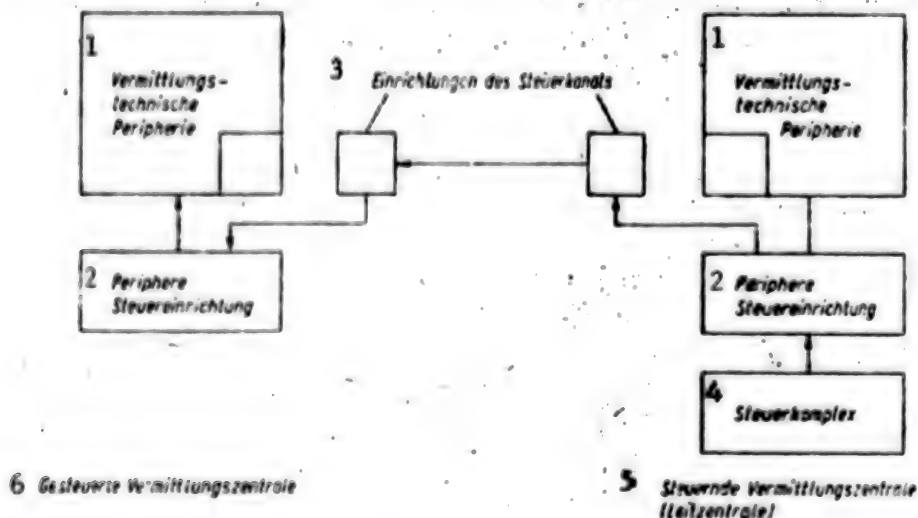 1
Vermittlungs-
technische
Peripherie
3
Einrichtungen des Steuerkanals
1
Vermittlungs-
technische
Peripherie
2 Periphere
Steuereinrichtung
2 Periphere
Steuereinrichtung
4
Steuerkomplex
6 Gesteuerte Vermittlungszentrale
5 Steuernde Vermittlungszentrale
(Leitzentrale)